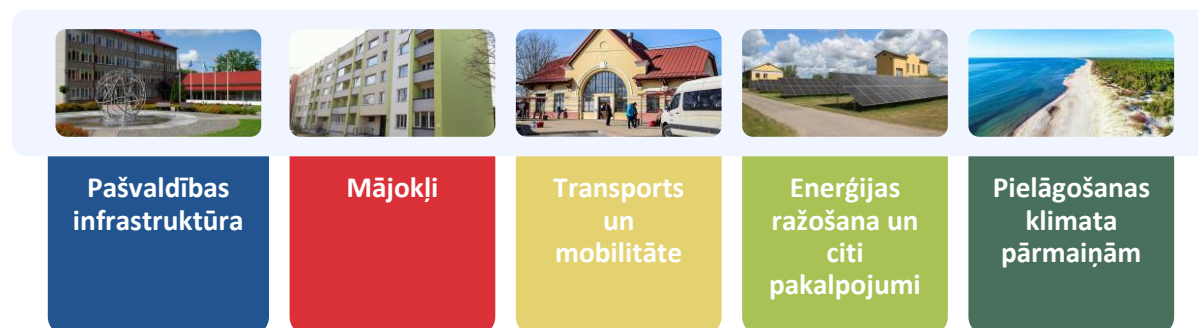 Pašvaldības
infrastruktūra
Mājokļi
Transports
un
mobilitāte
Enerģijas
ražošana un
citi
pakalpojumi
Pielāgošanas
klimata
pārmaiņām